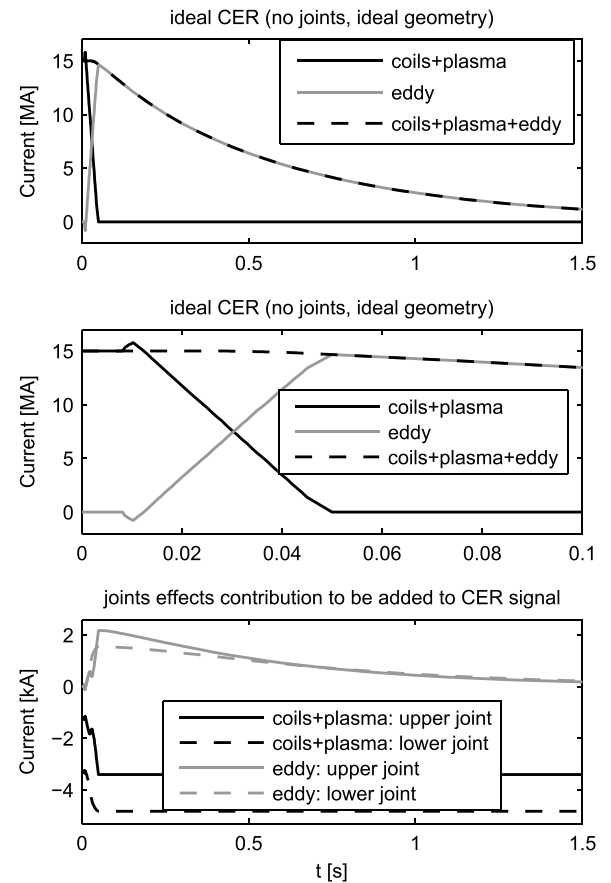 ideal CER (no joints, ideal geometry)
Current [MA]
15
10
5
0
coils+plasma
eddy
coils+plasma+eddy
0 0.5 1 1.5
ideal CER (no joints, ideal geometry)
Current [MA]
15
10
5
0
coils+plasma
eddy
coils+plasma+eddy
0 0.02 0.04 0.06 0.08 0.1
joints effects contribution to be added to CER signal
Current [kA]
2
0
−2
−4
coils+plasma: upper joint
coils+plasma: lower joint
eddy: upper joint
eddy: lower joint
0 0.5 1 1.5
t [s]